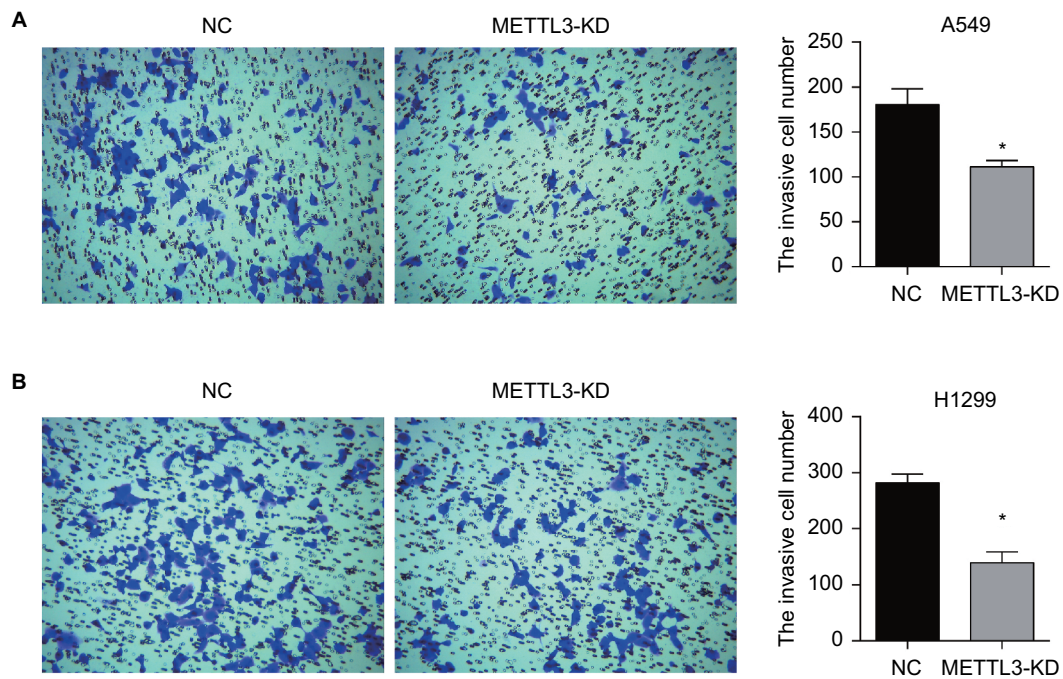 A
NC
METTL3-KD
A549
The invasive cell number
250
200
150
100
50
0
*
NC
METTL3-KD
B
NC
METTL3-KD
H1299
The invasive cell number
400
300
200
100
0
*
NC
METTL3-KD